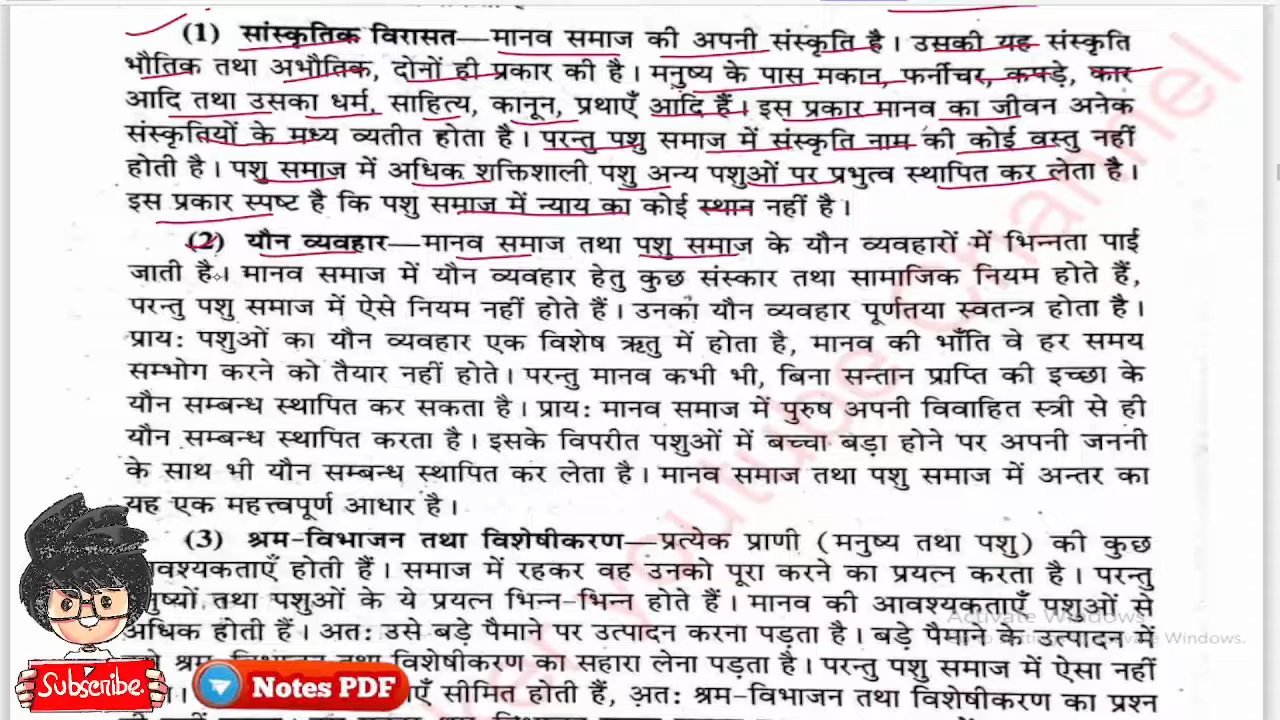 (1) सांस्कृतिक विरासत—मानव समाज की अपनी संस्कृति है। उसकी यह संस्कृति
भौतिक तथा अभौतिक, दोनों ही प्रकार की है। मनुष्य के पास मकान, फर्नीचर, कपड़े, कार
आदि तथा उसका धर्म, साहित्य, कानून, प्रथाएँ आदि हैं। इस प्रकार मानव का जीवन अनेक
संस्कृतियों के मध्य व्यतीत होता है। परन्तु पशु समाज में संस्कृति नाम की कोई वस्तु नहीं
होती है। पशु समाज में अधिक शक्तिशाली पशु अन्य पशुओं पर प्रभुत्व स्थापित कर लेता है।
इस प्रकार स्पष्ट है कि पशु समाज में न्याय का कोई स्थान नहीं है।
(2) यौन व्यवहार—मानव समाज तथा पशु समाज के यौन व्यवहारों में भिन्नता पाई
जाती है। मानव समाज में यौन व्यवहार हेतु कुछ संस्कार तथा सामाजिक नियम होते हैं,
परन्तु पशु समाज में ऐसे नियम नहीं होते हैं। उनका यौन व्यवहार पूर्णतया स्वतन्त्र होता है।
प्राय: पशुओं का यौन व्यवहार एक विशेष ऋतु में होता है, मानव की भाँति वे हर समय
सम्भोग करने को तैयार नहीं होते। परन्तु मानव कभी भी, बिना सन्तान प्राप्ति की इच्छा के
यौन सम्बन्ध स्थापित कर सकता है। प्राय: मानव समाज में पुरुष अपनी विवाहित स्त्री से ही
यौन सम्बन्ध स्थापित करता है। इसके विपरीत पशुओं में बच्चा बड़ा होने पर अपनी जननी
के साथ भी यौन सम्बन्ध स्थापित कर लेता है। मानव समाज तथा पशु समाज में अन्तर का
यह एक महत्त्वपूर्ण आधार है।
(3) श्रम-विभाजन तथा विशेषीकरण—प्रत्येक प्राणी (मनुष्य तथा पशु) की कुछ
होती हैं। समाज में रहकर वह उनको पूरा करने का प्रयत्न करता है। परन्तु
तथा पशुओं के ये प्रयत्न भिन्न-भिन्न होते हैं। मानव की आवश्यकताएँ पशुओं से
अधिक होती हैं। अत: उसे बड़े पैमाने पर उत्पादन करना पड़ता है। बड़े पैमाने के उत्पादन में
विशेषीकरण का सहारा लेना पड़ता है। परन्तु पशु समाज में ऐसा नहीं
सीमित होती हैं, अत: श्रम-विभाजन तथा विशेषीकरण का प्रश्न
youtube Channel
Activate Windows
Windows.
Subscribe
Notes PDF